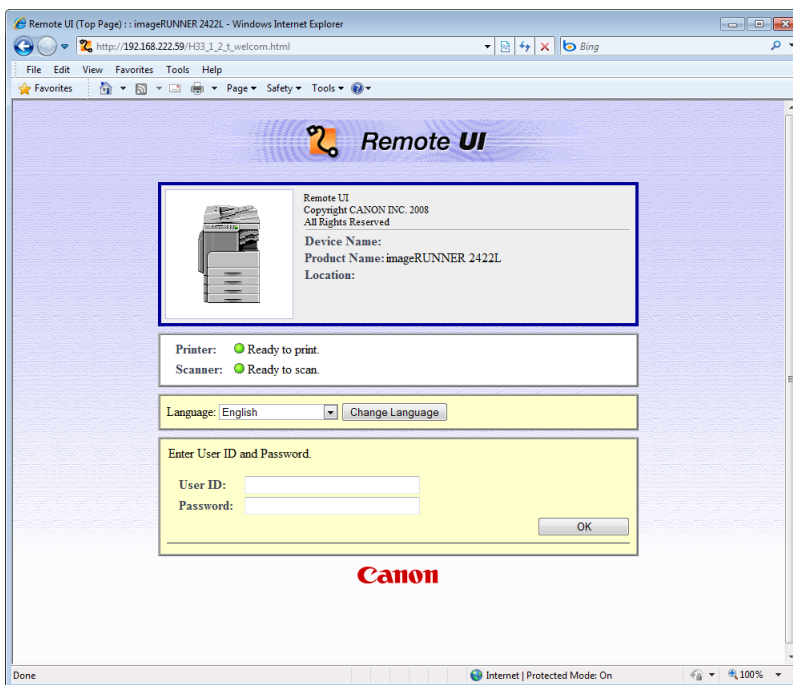 Remote UI (Top Page) : : imageRUNNER 2422L - Windows Internet Explorer
http://192.168.222.59/H33_1_2_t_welcom.html
Bing
File Edit View Favorites Tools Help
Favorites Page Safety Tools
Remote UI
Remote UI
Copyright CANON INC. 2008
All Rights Reserved
Device Name:
Product Name: imageRUNNER 2422L
Location:
Printer: Ready to print.
Scanner: Ready to scan.
Language: English Change Language
Enter User ID and Password.
User ID:
Password:
OK
Canon
Done Internet | Protected Mode: On 100%